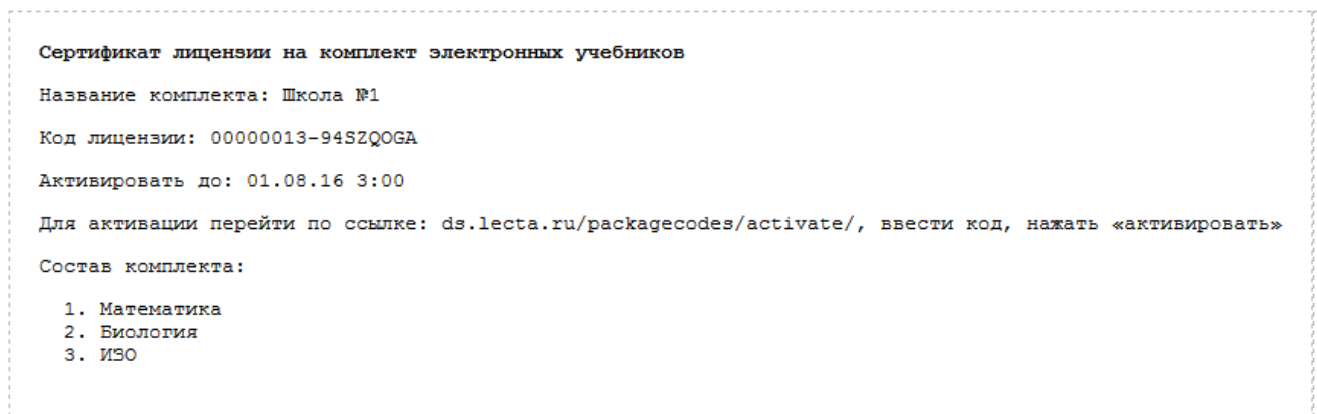 Сертификат лицензии на комплект электронных учебников
Название комплекта: Школа №1
Код лицензии: 00000013-94SZQOGA
Активировать до: 01.08.16 3:00
Для активации перейти по ссылке: ds.lecta.ru/packagecodes/activate/, ввести код, нажать «активировать»
Состав комплекта:
1. Математика
2. Биология
3. ИЗО